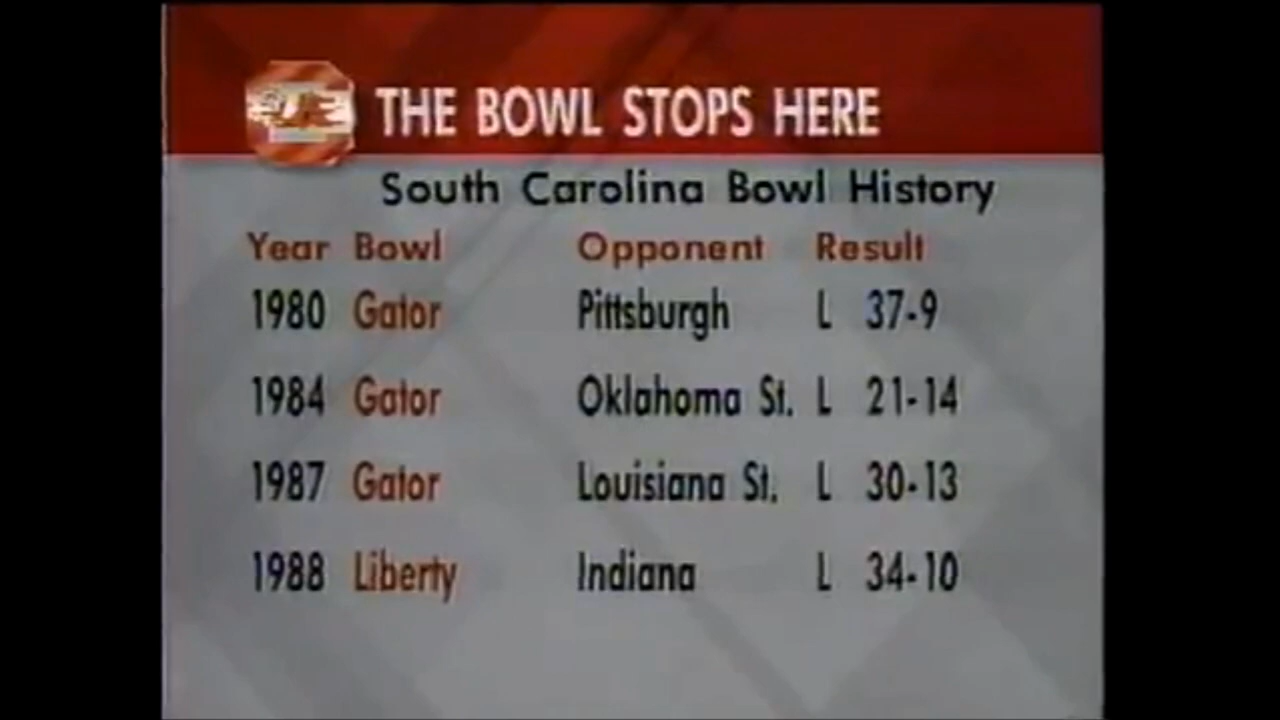 THE BOWL STOPS HERE
South Carolina Bowl History
Year Bowl Opponent Result
1980 Gator Pittsburgh L 37-9
1984 Gator Oklahoma St. L 21-14
1987 Gator Louisiana St. L 30-13
1988 Liberty Indiana L 34-10